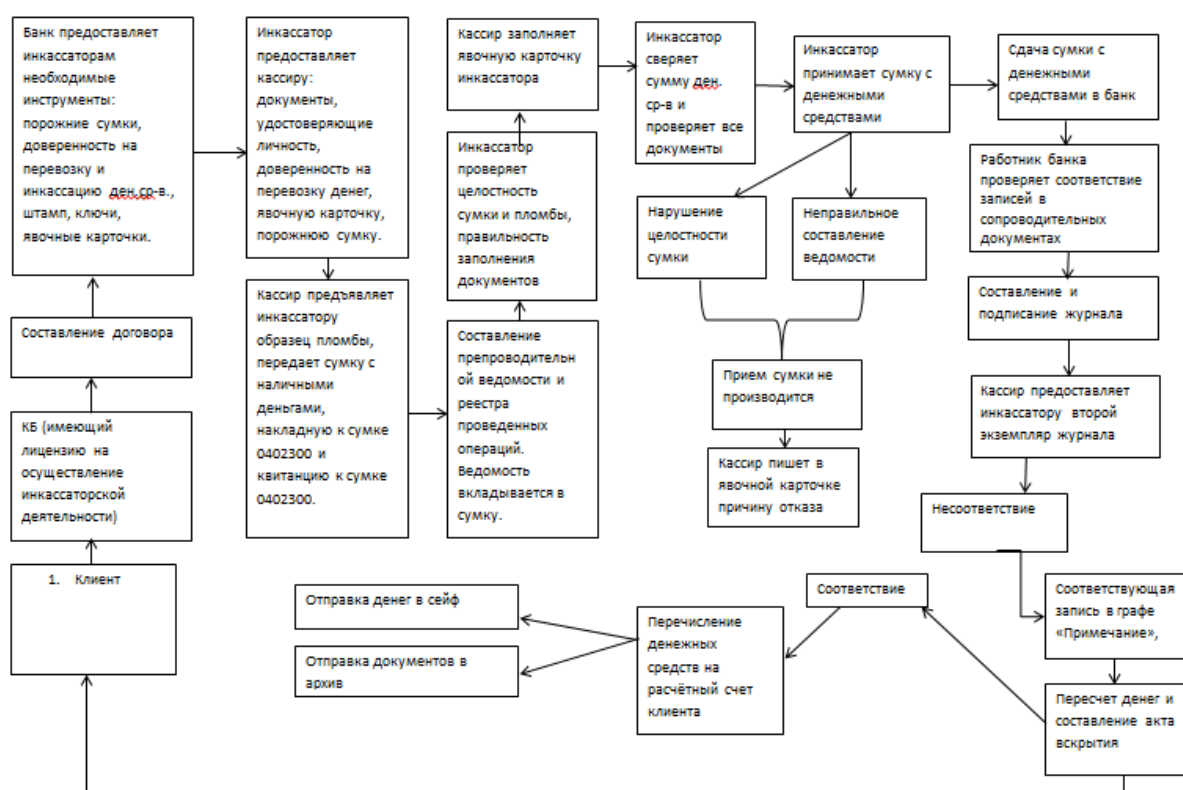 1. Клиент
КБ (имеющий
лицензию на
осуществление
инкассаторской
деятельности)
Составление договора
Банк предоставляет
инкассаторам
необходимые
инструменты:
порожние сумки,
доверенность на
перевозку и
инкассацию ден.ср-в.,
штамп, ключи,
явочные карточки.
Инкассатор
предоставляет
кассиру:
документы,
удостоверяющие
личность,
доверенность на
перевозку денег,
явочную карточку,
порожнюю сумку.
Кассир предъявляет
инкассатору
образец пломбы,
передает сумку с
наличными
деньгами,
накладную к сумке
0402300 и
квитанцию к сумке
0402300.
Составление
препроводительн
ой ведомости и
реестра
проведенных
операций.
Ведомость
вкладывается в
сумку.
Инкассатор
проверяет
целостность
сумки и пломбы,
правильность
заполнения
документов
Кассир заполняет
явочную карточку
инкассатора
Инкассатор
сверяет
сумму ден.
ср-в и
проверяет все
документы
Инкассатор
принимает сумку с
денежными
средствами
Нарушение
целостности
сумки
Неправильное
составление
ведомости
Прием сумки не
производится
Кассир пишет в
явочной карточке
причину отказа
Сдача сумки с
денежными
средствами в банк
Работник банка
проверяет соответствие
записей в
сопроводительных
документах
Составление и
подписание журнала
Кассир предоставляет
инкассатору второй
экземпляр журнала
Несоответствие
Соответствующая
запись в графе
«Примечание»,
Пересчет денег и
составление акта
вскрытия
Соответствие
Перечисление
денежных
средств на
расчётный счет
клиента
Отправка денег в сейф
Отправка документов в
архив